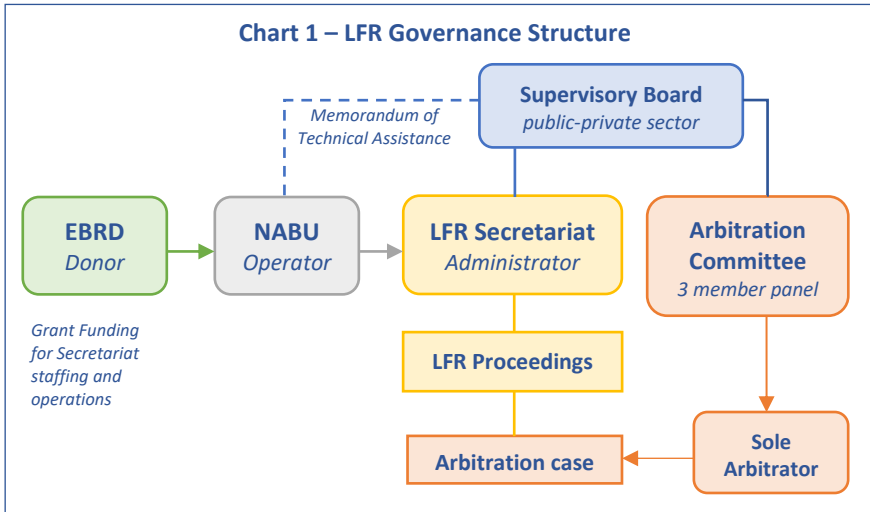 Chart 1 – LFR Governance Structure
Supervisory Board
public-private sector
Memorandum of
Technical Assistance
EBRD
Donor
NABU
Operator
LFR Secretariat
Administrator
Arbitration
Committee
3 member panel
Grant Funding
for Secretariat
staffing and
operations
LFR Proceedings
Arbitration case
Sole
Arbitrator